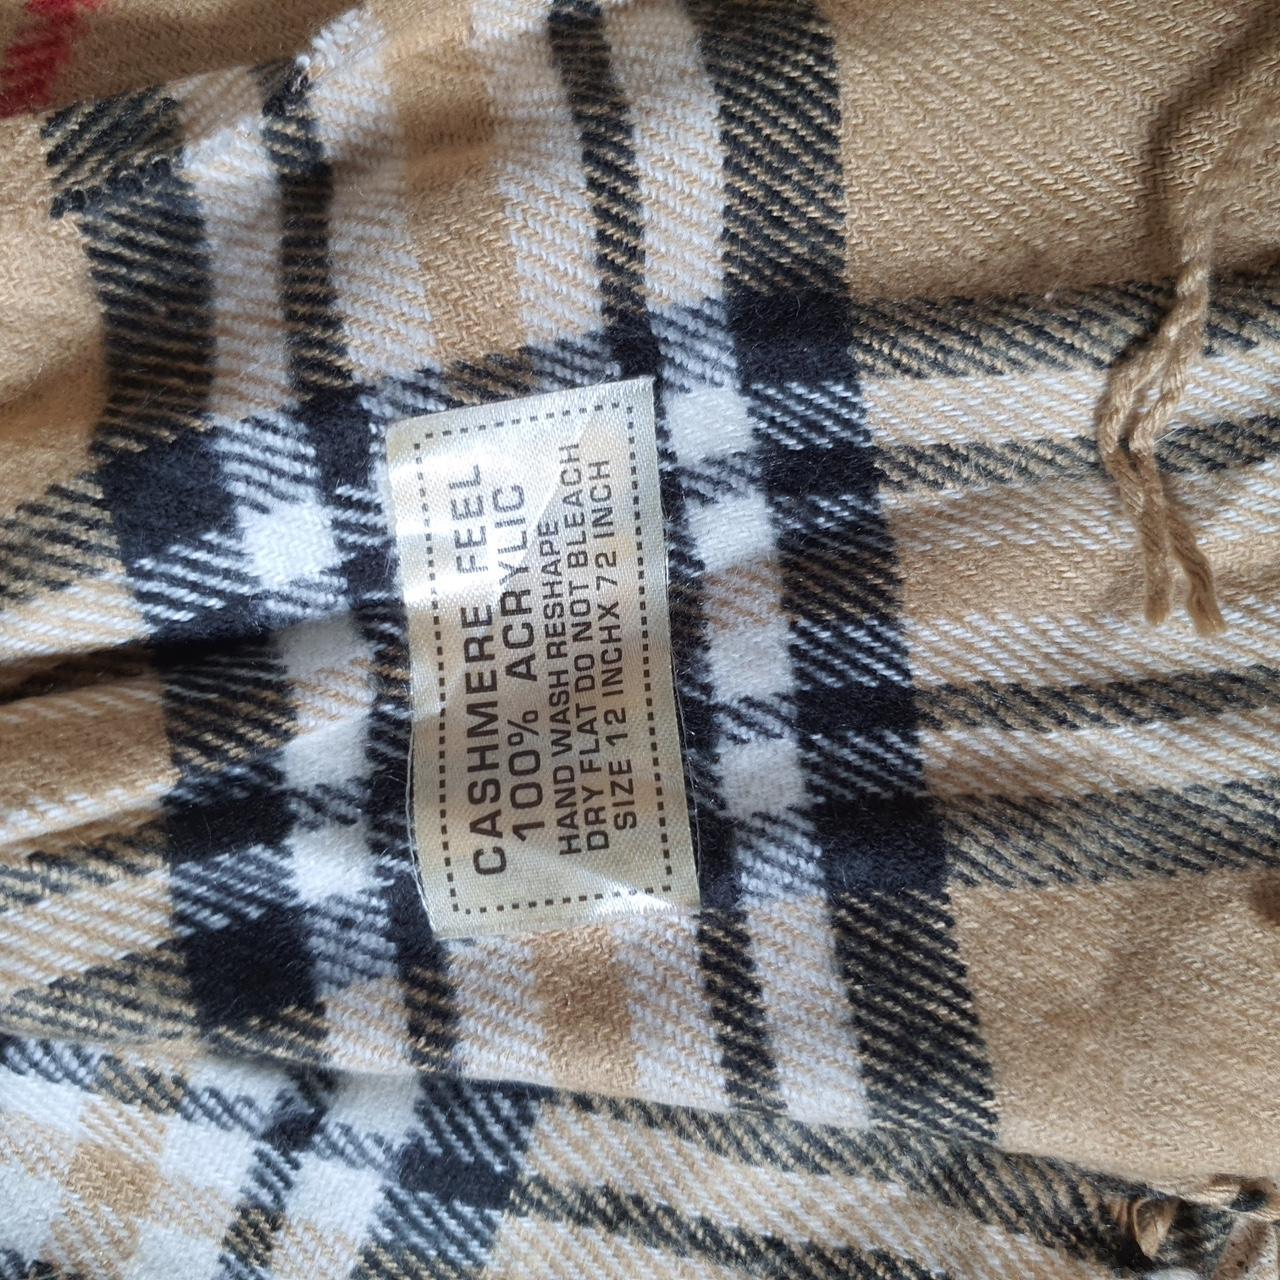 CASHMERE FEEL
100% ACRYLIC
HAND WASH RESHAPE
DRY FLAT DO NOT BLEACH
SIZE 12 INCHX 72 INCH